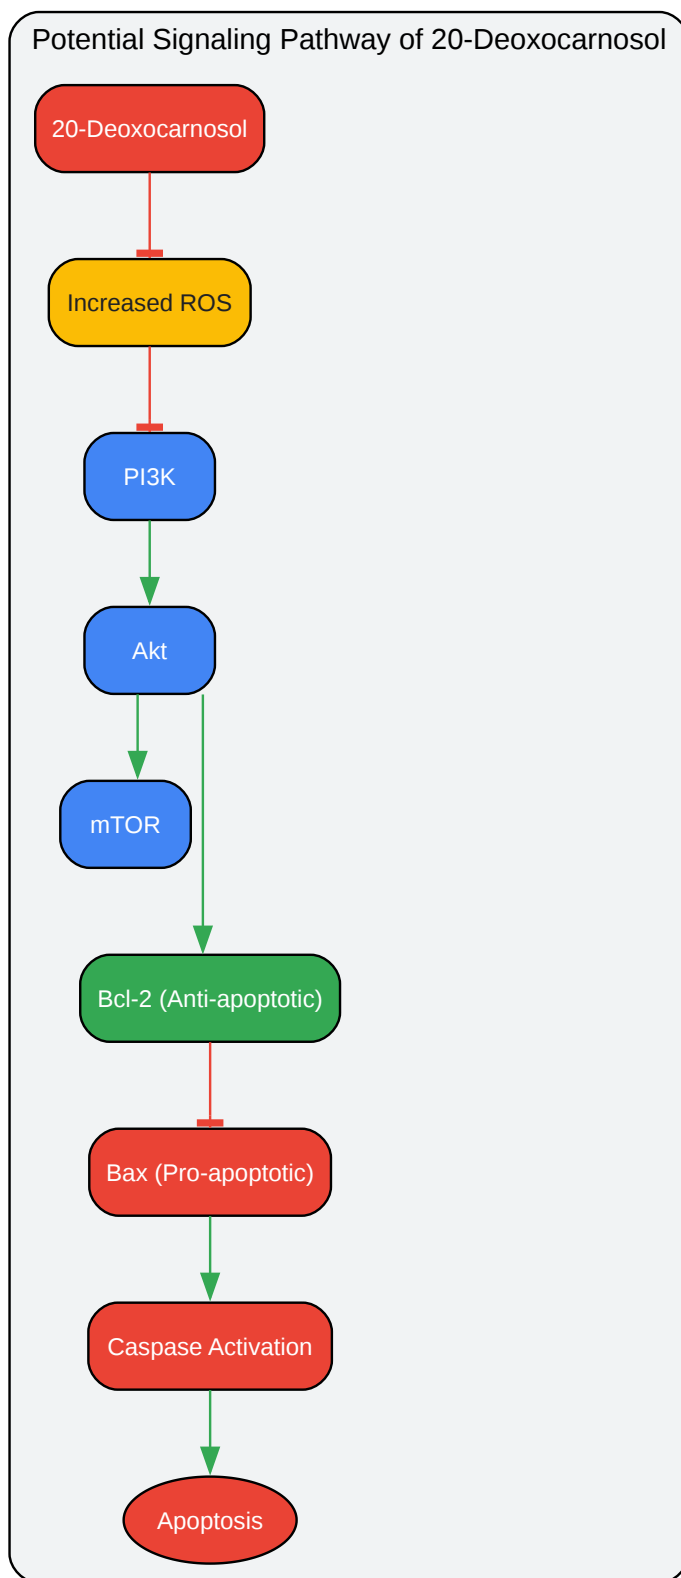 Potential Signaling Pathway of 20-Deoxocarnosol
20-Deoxocarnosol
Increased ROS
PI3K
Akt
mTOR
Bcl-2 (Anti-apoptotic)
Bax (Pro-apoptotic)
Caspase Activation
Apoptosis